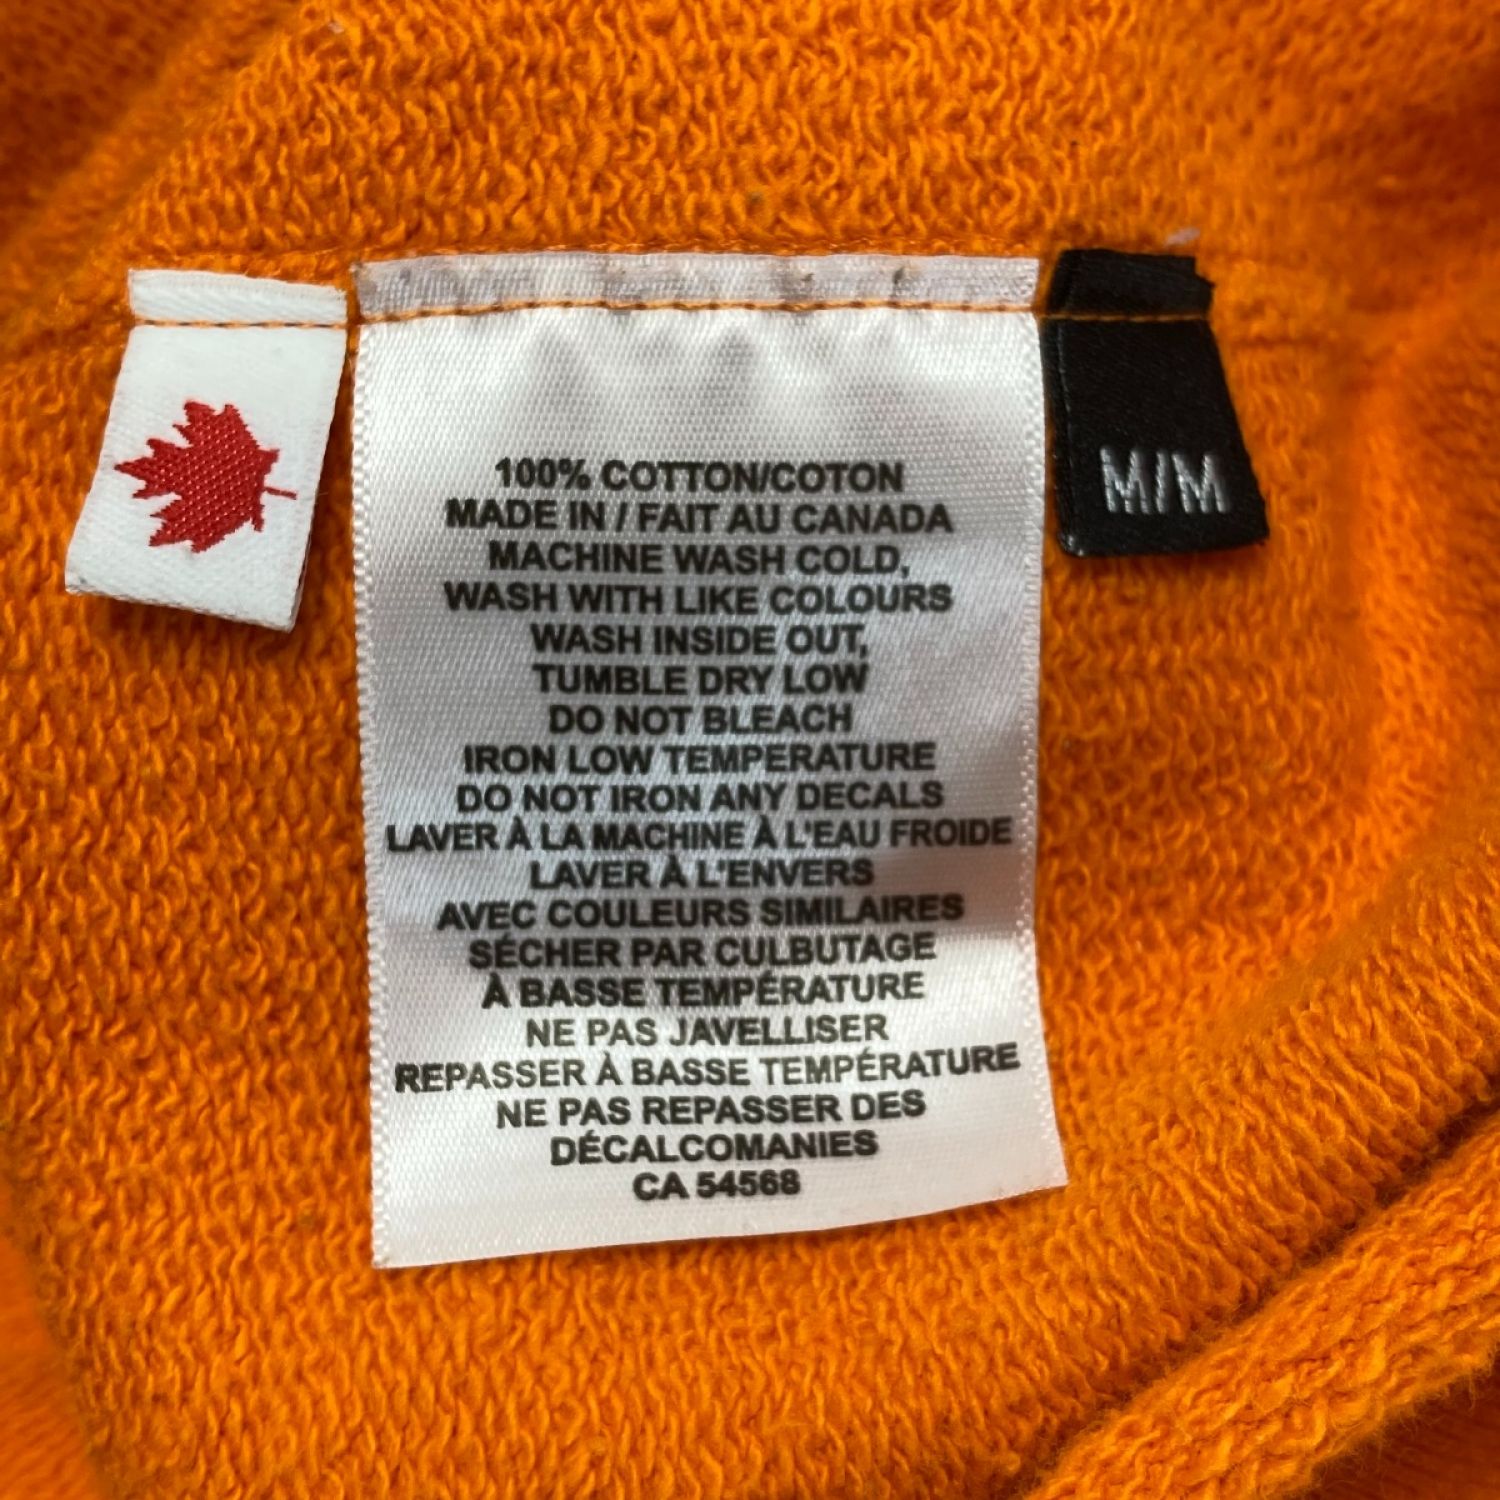 100% COTTON/COTON
MADE IN / FAIT AU CANADA
MACHINE WASH COLD,
WASH WITH LIKE COLOURS
WASH INSIDE OUT,
TUMBLE DRY LOW
DO NOT BLEACH
IRON LOW TEMPERATURE
DO NOT IRON ANY DECALS
LAVER À LA MACHINE À L'EAU FROIDE
LAVER À L'ENVERS
AVEC COULEURS SIMILAIRES
SÉCHER PAR CULBUTAGE
À BASSE TEMPÉRATURE
NE PAS JAVELLISER
REPASSER À BASSE TEMPÉRATURE
NE PAS REPASSER DES
DÉCALCOMANIES
CA 54568
M/M